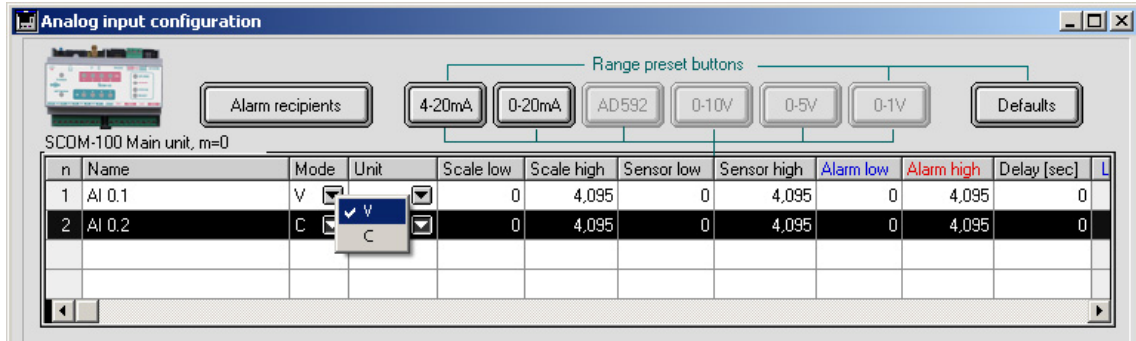 Analog input configuration
Range preset buttons
Alarm recipients 4-20mA 0-20mA AD592 0-10V 0-5V 0-1V Defaults
SCOM-100 Main unit, m=0
n Name Mode Unit Scale low Scale high Sensor low Sensor high Alarm low Alarm high Delay [sec] L
1 AI 0.1 V 0 4,095 0 4,095 0 4,095 0
V
2 AI 0.2 C 0 4,095 0 4,095 0 4,095 0
C